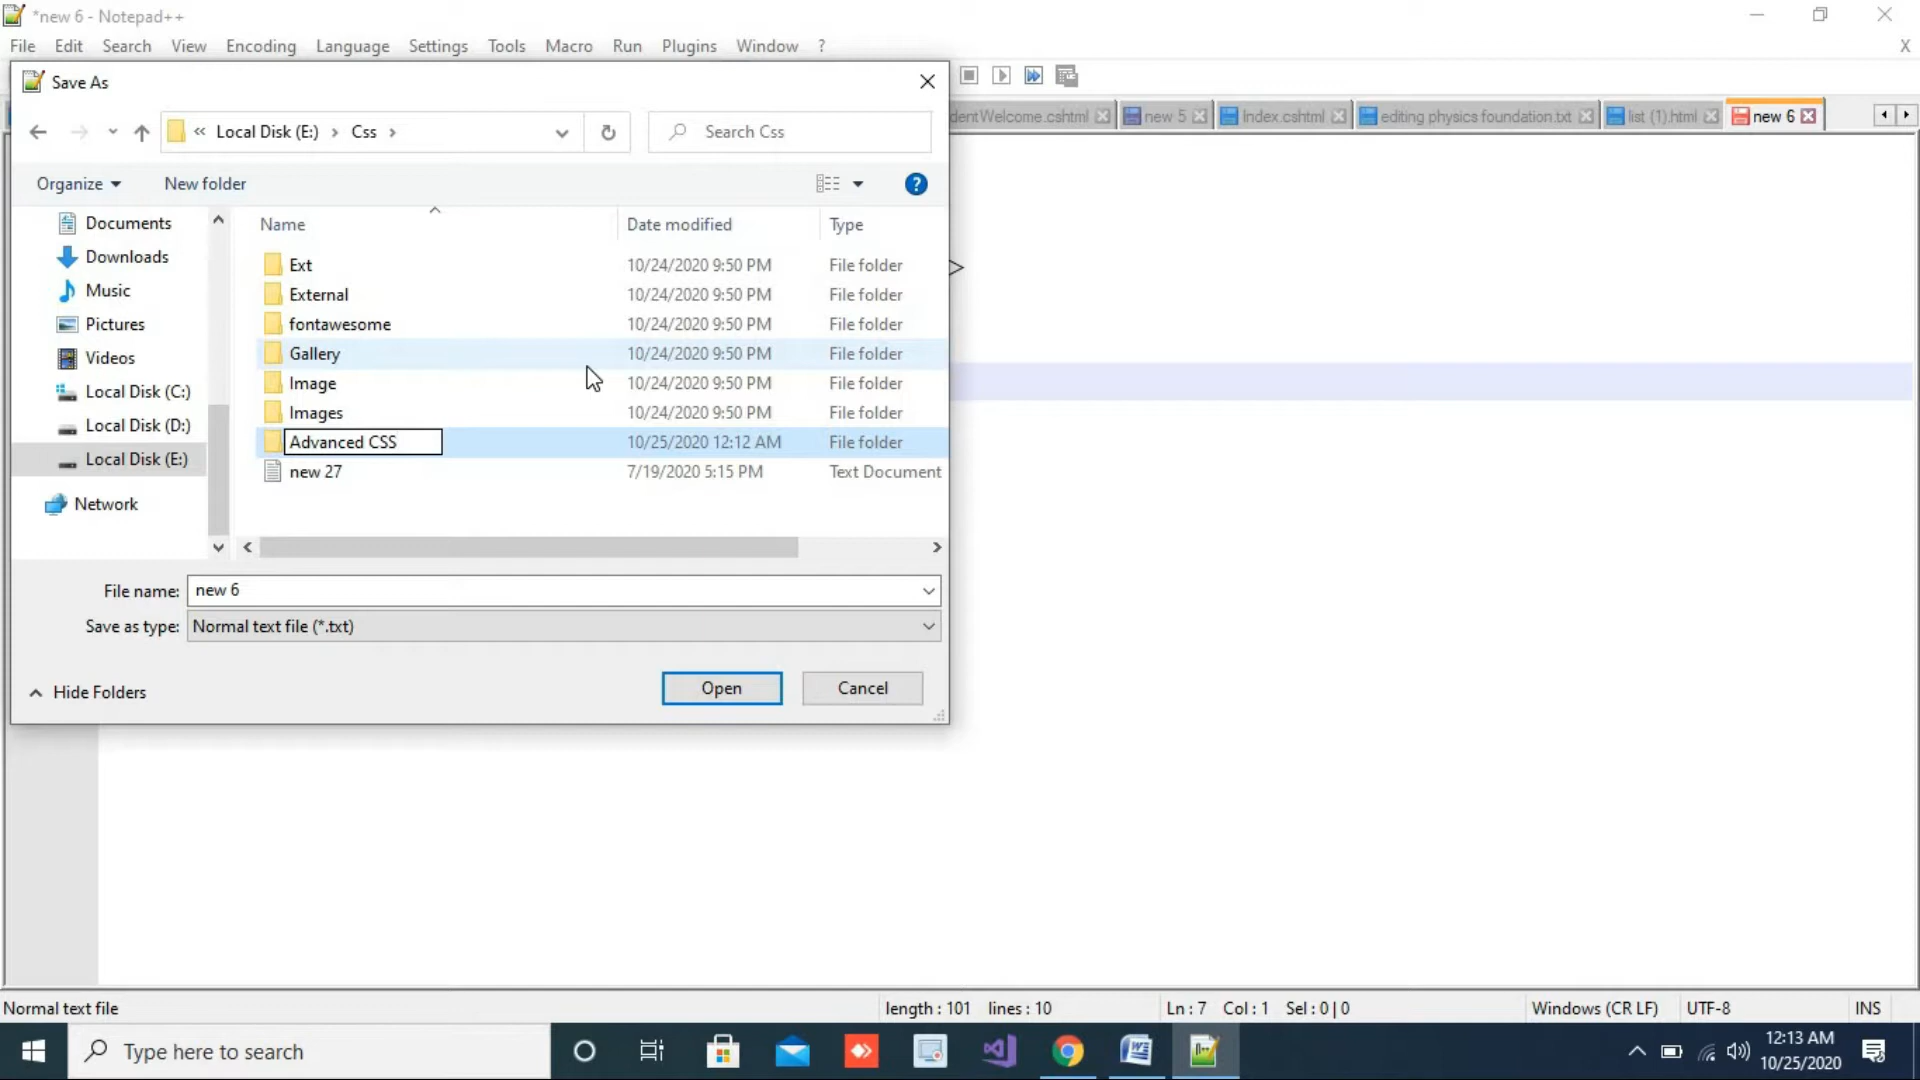 *new 6 - Notepad++
File Edit Search View Encoding Language Settings Tools Macro Run Plugins Window ? X
Save As
dentWelcome.cshtml new 5 Index.cshtml editing physics foundation.txt list (1).html new 6
« Local Disk (E:) › Css › Search Css
Organize New folder ?
Name Date modified Type
Documents
Downloads
Music
Pictures
Videos
Local Disk (C:)
Local Disk (D:)
Local Disk (E:)
Network
Ext 10/24/2020 9:50 PM File folder
External 10/24/2020 9:50 PM File folder
fontawesome 10/24/2020 9:50 PM File folder
Gallery 10/24/2020 9:50 PM File folder
Image 10/24/2020 9:50 PM File folder
Images 10/24/2020 9:50 PM File folder
Advanced CSS 10/25/2020 12:12 AM File folder
new 27 7/19/2020 5:15 PM Text Document
>
File name: new 6
Save as type: Normal text file (*.txt)
Hide Folders Open Cancel
Normal text file length : 101 lines : 10 Ln : 7 Col : 1 Sel : 0 | 0 Windows (CR LF) UTF-8 INS
Type here to search
12:13 AM
10/25/2020